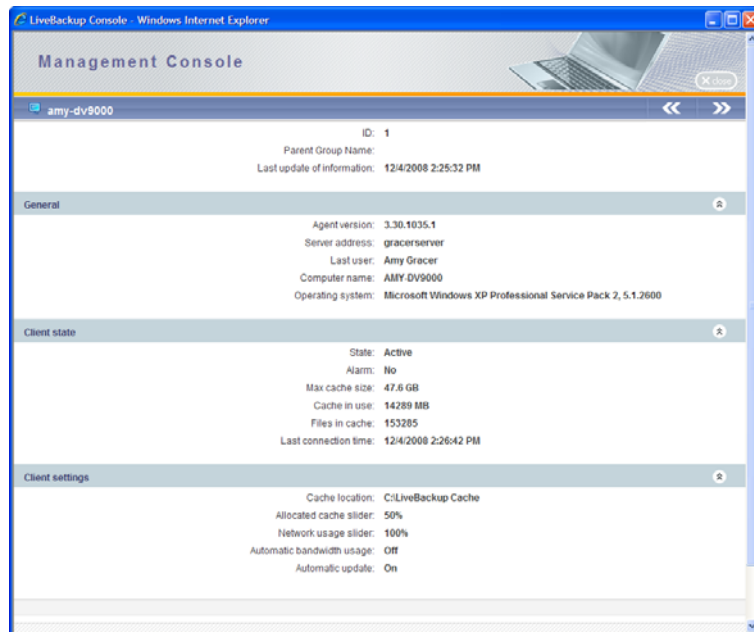 LiveBackup Console - Windows Internet Explorer
Management Console
X close
amy-dv9000
ID: 1
Parent Group Name:
Last update of information: 12/4/2008 2:25:32 PM
General
Agent version: 3.30.1035.1
Server address: gracerserver
Last user: Amy Gracer
Computer name: AMY-DV9000
Operating system: Microsoft Windows XP Professional Service Pack 2, 5.1.2600
Client state
State: Active
Alarm: No
Max cache size: 47.6 GB
Cache in use: 14289 MB
Files in cache: 153285
Last connection time: 12/4/2008 2:26:42 PM
Client settings
Cache location: C:\LiveBackup Cache
Allocated cache slider: 50%
Network usage slider: 100%
Automatic bandwidth usage: Off
Automatic update: On